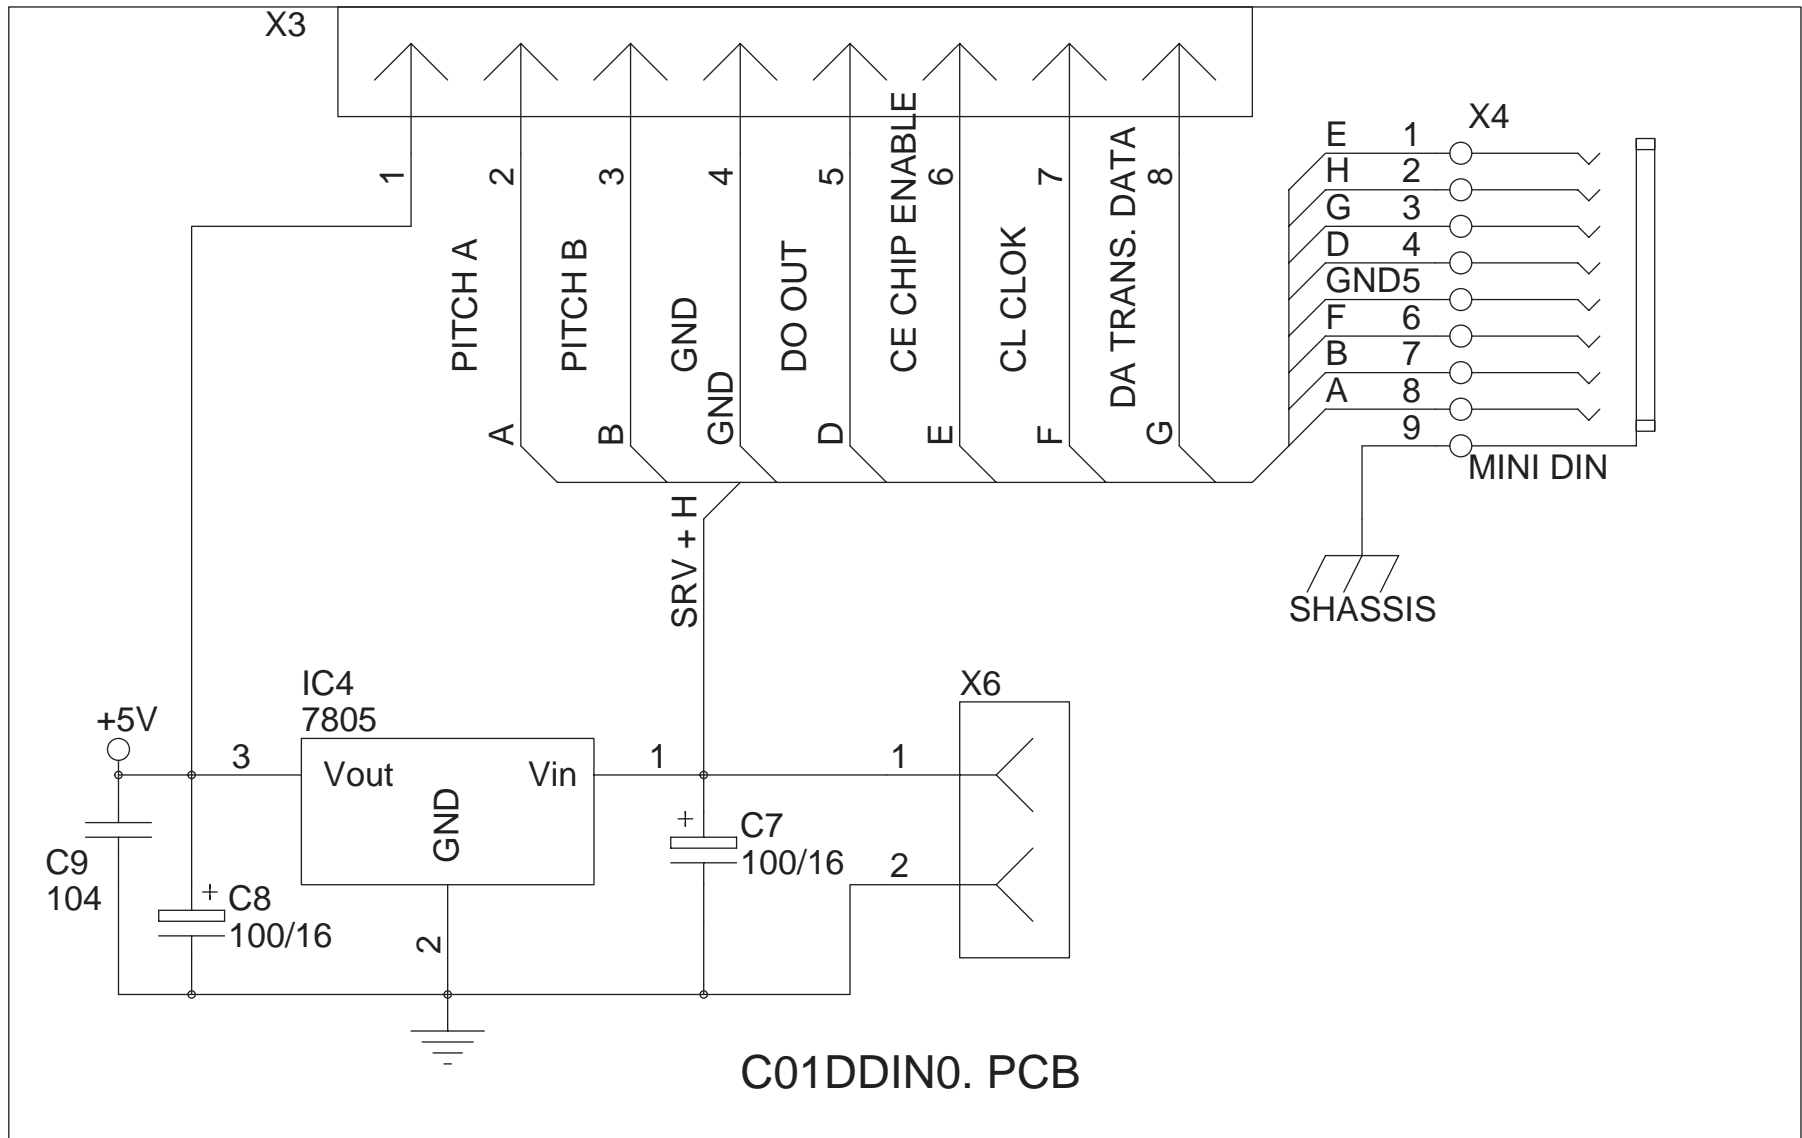 X3
1
2
3
4
5
6
7
8
PITCH A
PITCH B
GND
DO OUT
CE CHIP ENABLE
CL CLOK
DA TRANS. DATA
A
B
GND
D
E
F
G
X4
E 1
H 2
G 3
D 4
GND5
F 6
B 7
A 8
9
MINI DIN
SHASSIS
SRV + H
IC4
7805
X6
+5V
3
Vout
Vin
GND
1
1
+
C7
100/16
2
C9
104
+
C8
100/16
2
C01DDIN0. PCB